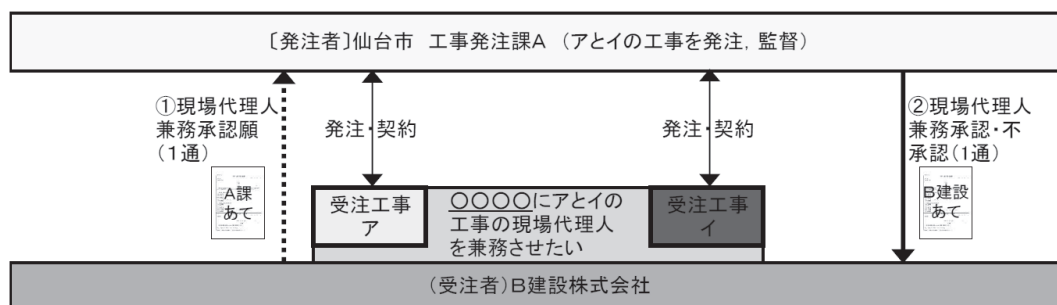 〔発注者〕仙台市 工事発注課A (アとイの工事を発注,監督)
①現場代理人
兼務承認願
(1通)
A課
あて
発注・契約
発注・契約
②現場代理人
兼務承認・不
承認(1通)
B建設
あて
受注工事
ア
〇〇〇〇にアとイの
工事の現場代理人
を兼務させたい
受注工事
イ
(受注者)B建設株式会社